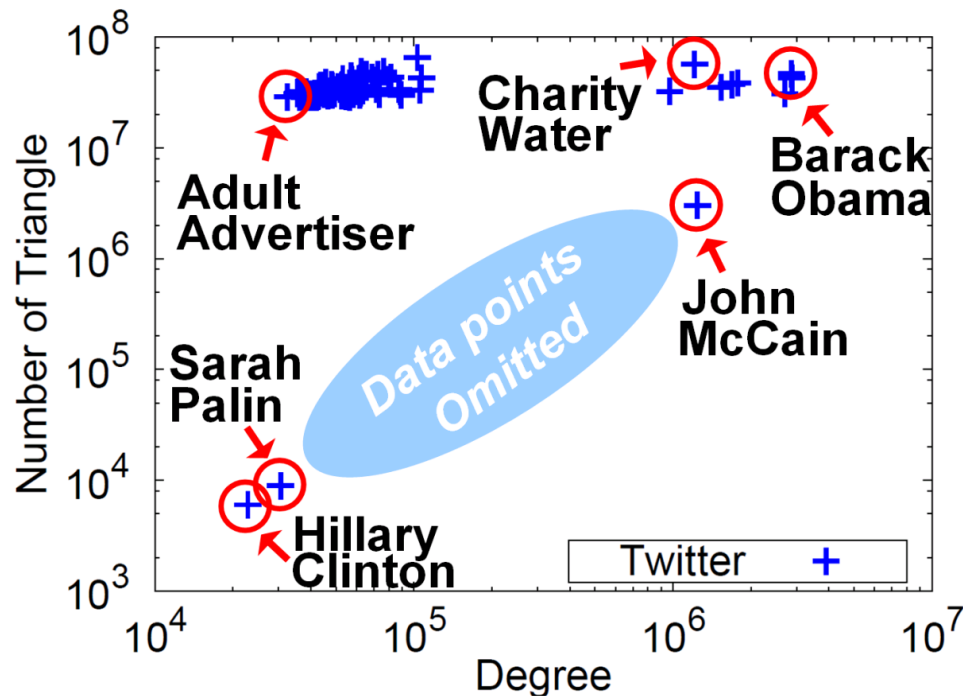 10^8
10^7
10^6
10^5
10^4
10^3
Number of Triangle
Charity
Water
Barack
Obama
Adult
Advertiser
John
McCain
Data points
Omitted
Sarah
Palin
Hillary
Clinton
Twitter
10^4
10^5
10^6
10^7
Degree